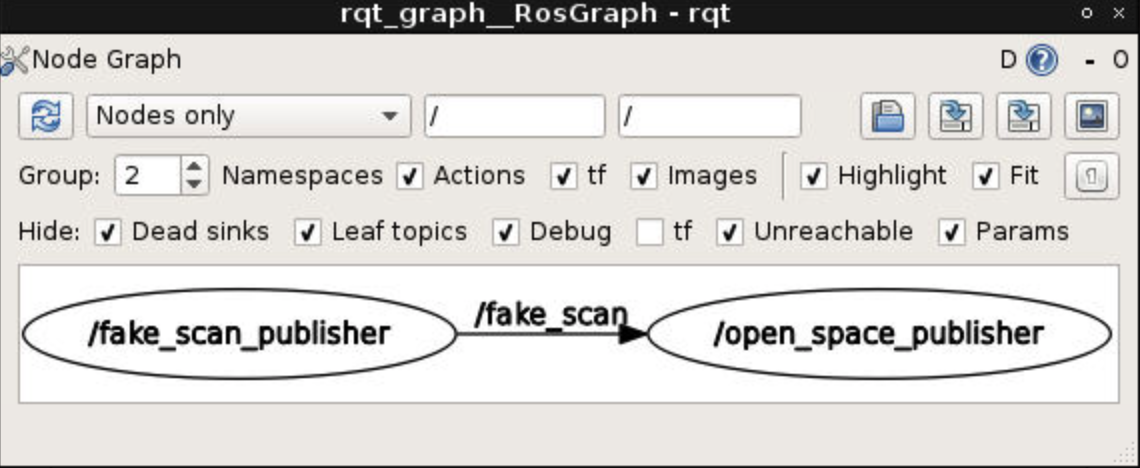 rqt_graph__RosGraph - rqt
Node Graph D ? - O
Nodes only / /
Group: 2 Namespaces Actions tf Images Highlight Fit
Hide: Dead sinks Leaf topics Debug tf Unreachable Params
/fake_scan_publisher /fake_scan /open_space_publisher